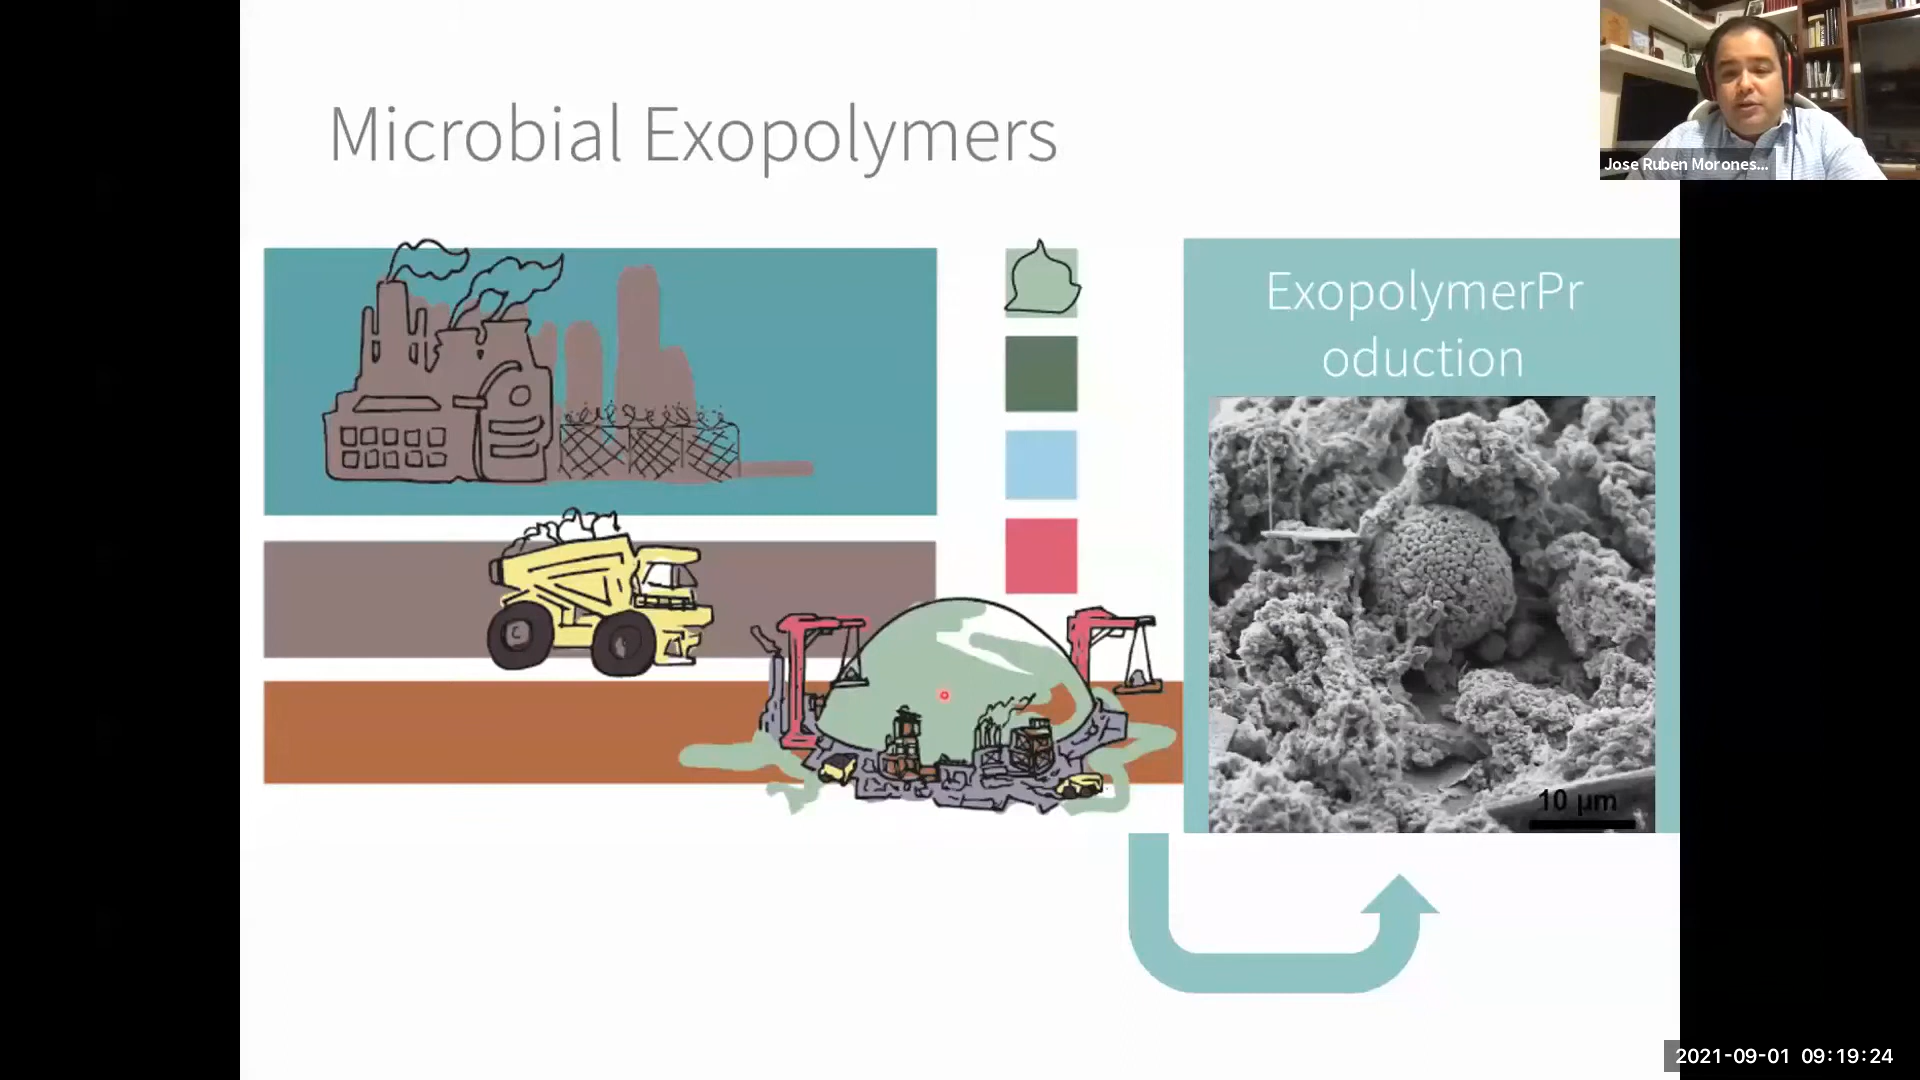 Microbial Exopolymers
ExopolymerPr
oduction
10 µm
Jose Ruben Morones...
2021-09-01 09:19:24